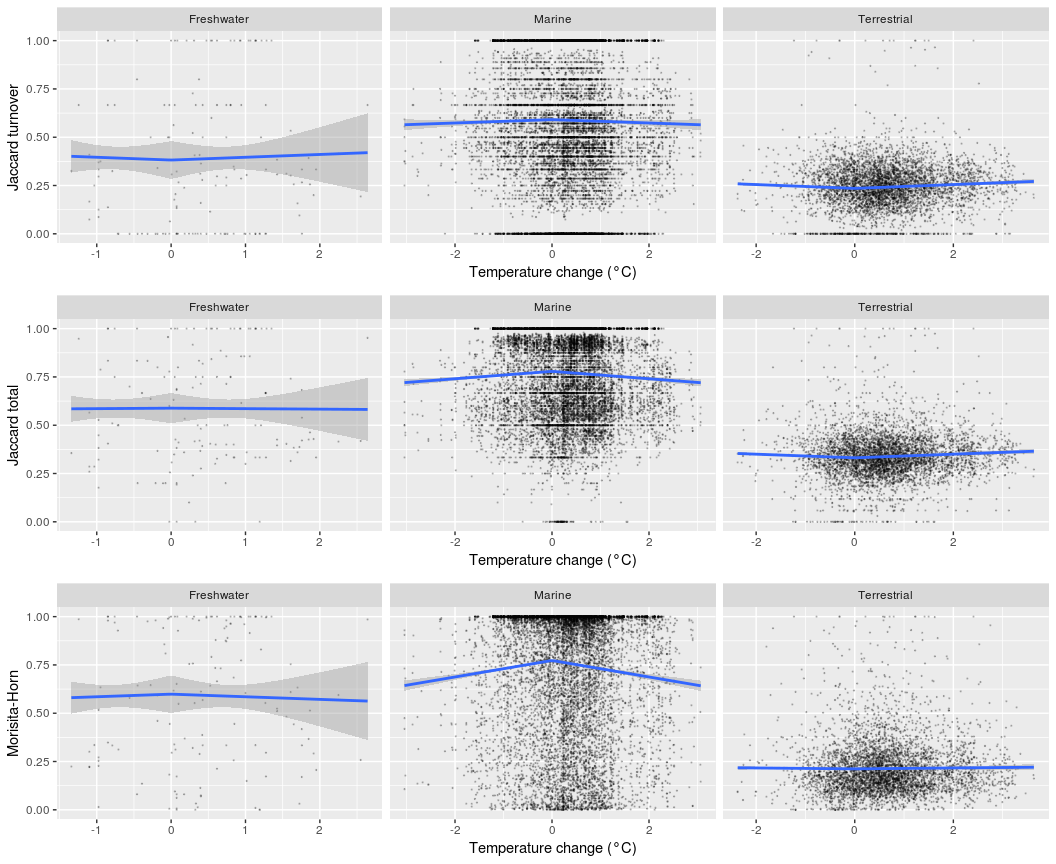 Freshwater Marine Terrestrial
1.00
0.75
0.50
0.25
0.00
Jaccard turnover
-1 0 1 2 -2 0 2 -2 0 2
Temperature change (°C)
Freshwater Marine Terrestrial
1.00
0.75
0.50
0.25
0.00
Jaccard total
-1 0 1 2 -2 0 2 -2 0 2
Temperature change (°C)
Freshwater Marine Terrestrial
1.00
0.75
0.50
0.25
0.00
Morisita-Horn
-1 0 1 2 -2 0 2 -2 0 2
Temperature change (°C)